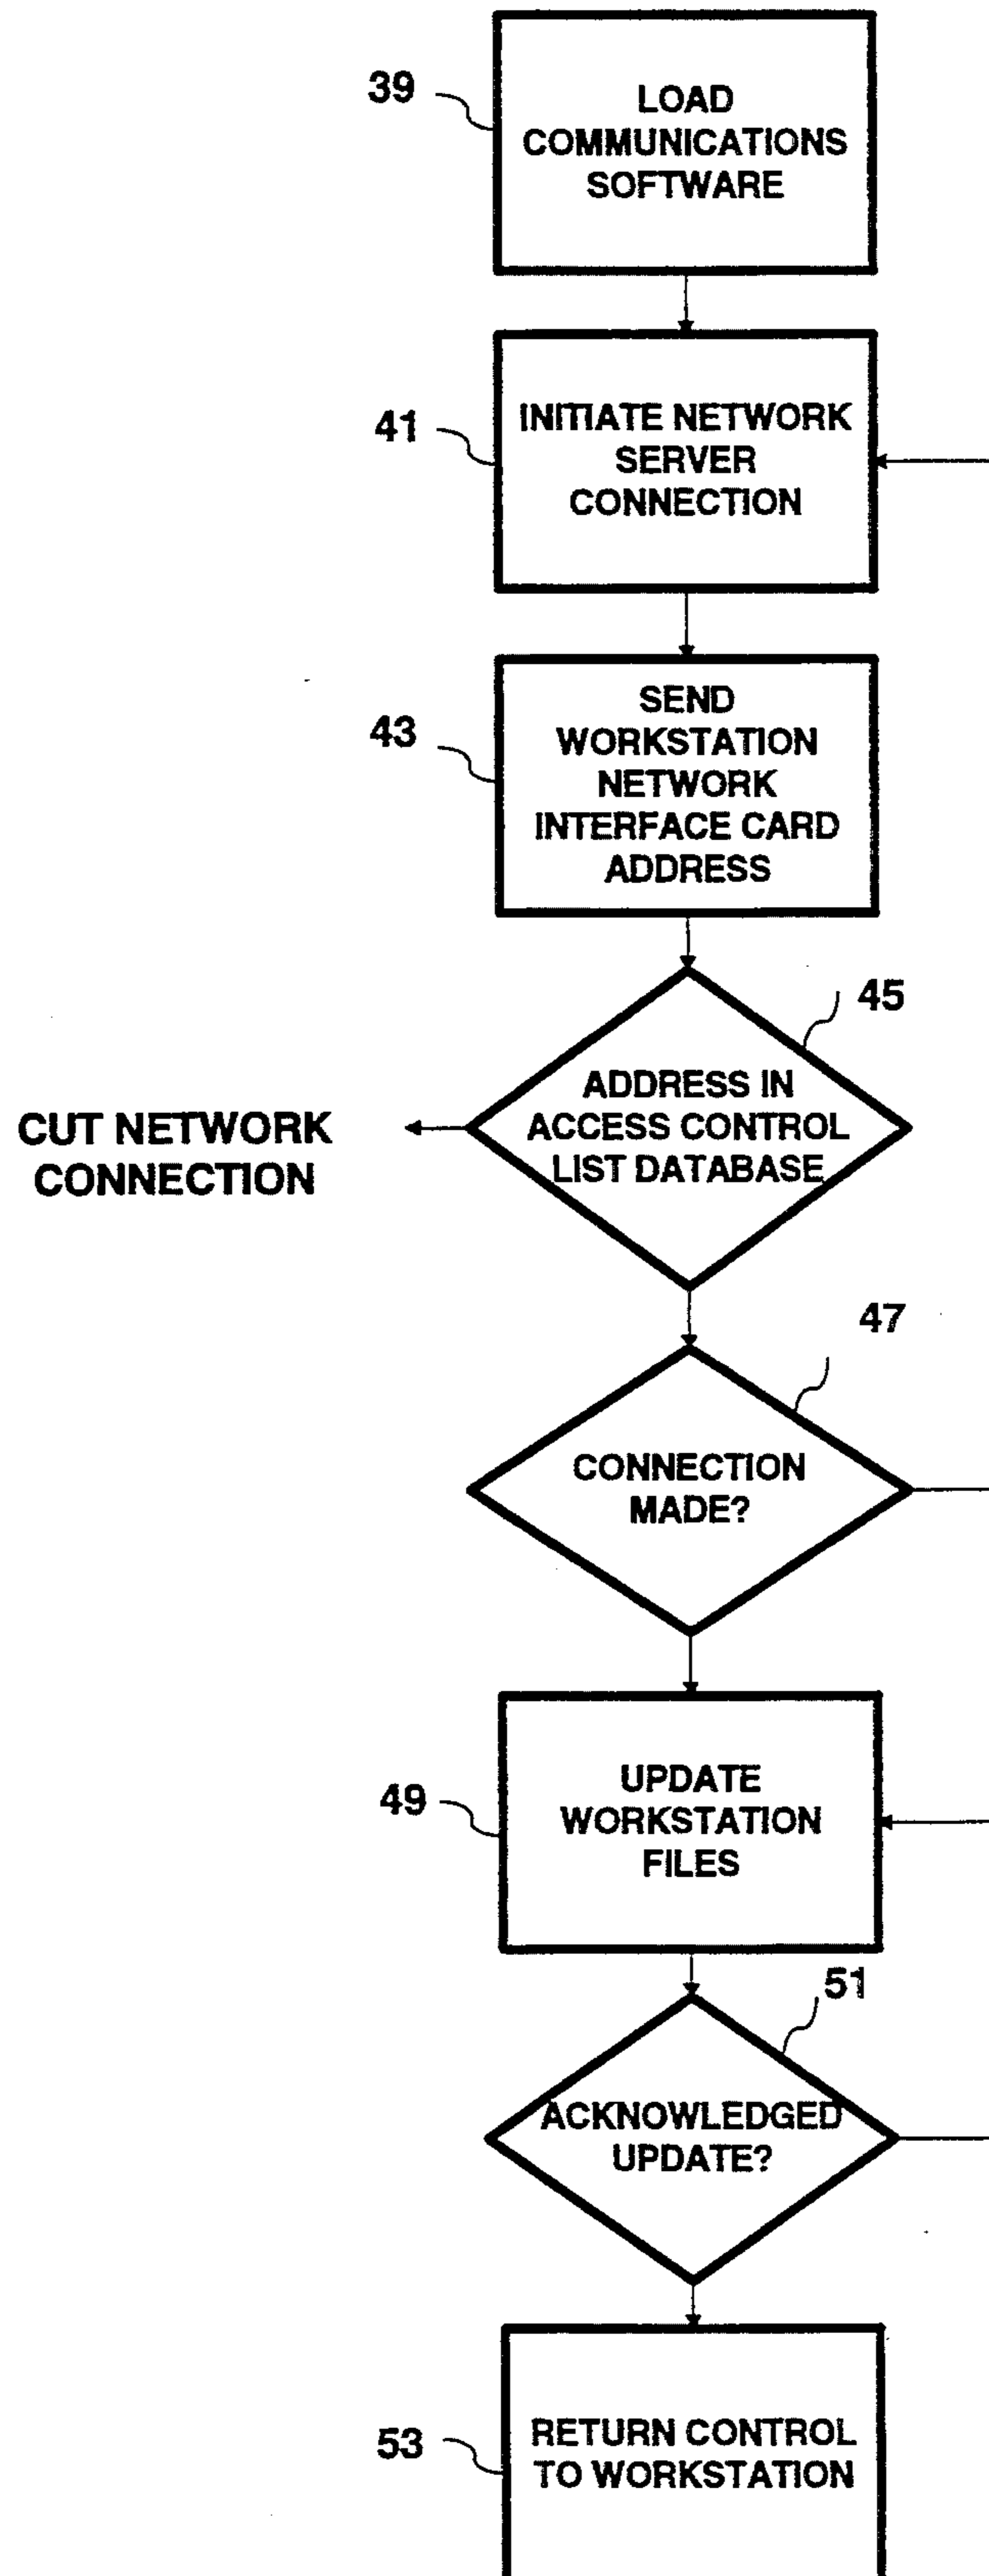 39
LOAD
COMMUNICATIONS
SOFTWARE
41
INITIATE NETWORK
SERVER
CONNECTION
43
SEND
WORKSTATION
NETWORK
INTERFACE CARD
ADDRESS
45
ADDRESS IN
ACCESS CONTROL
LIST DATABASE
CUT NETWORK
CONNECTION
47
CONNECTION
MADE?
49
UPDATE
WORKSTATION
FILES
51
ACKNOWLEDGED
UPDATE?
53
RETURN CONTROL
TO WORKSTATION